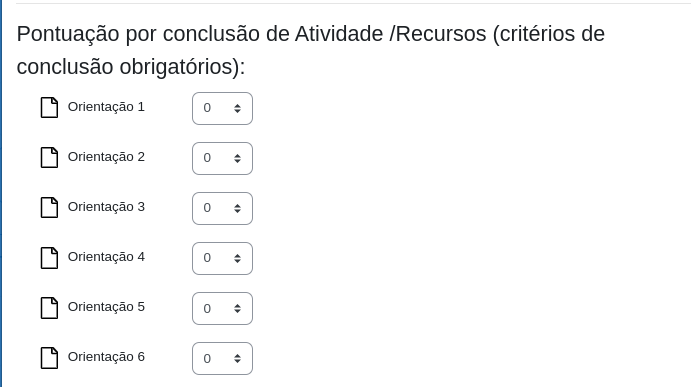 Pontuação por conclusão de Atividade /Recursos (critérios de
conclusão obrigatórios):
Orientação 1 0
Orientação 2 0
Orientação 3 0
Orientação 4 0
Orientação 5 0
Orientação 6 0